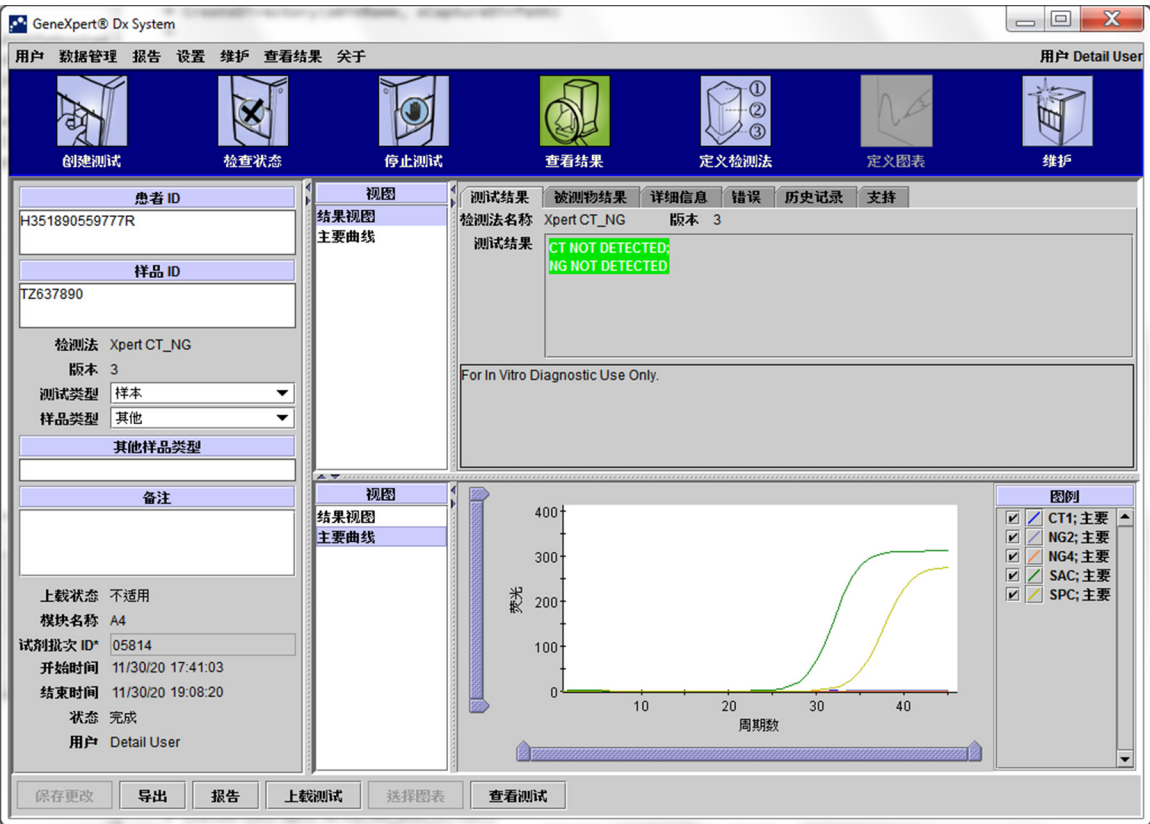 GeneXpert® Dx System
用户 数据管理 报告 设置 维护 查看结果 关于
用户 Detail User
创建测试 检查状态 停止测试 查看结果 定义检测法 定义图表 维护
患者 ID
H351890559777R
样品 ID
TZ637890
检测法 Xpert CT_NG
版本 3
测试类型 样本
样品类型 其他
其他样品类型
备注
上载状态 不适用
模块名称 A4
试剂批次 ID* 05814
开始时间 11/30/20 17:41:03
结束时间 11/30/20 19:08:20
状态 完成
用户 Detail User
视图
结果视图
主要曲线
测试结果 被测物结果 详细信息 错误 历史记录 支持
检测法名称 Xpert CT_NG 版本 3
测试结果 CT NOT DETECTED;
NG NOT DETECTED
For In Vitro Diagnostic Use Only.
视图
结果视图
主要曲线
荧光
400
300
200
100
0
10 20 30 40
周期数
图例
CT1; 主要
NG2; 主要
NG4; 主要
SAC; 主要
SPC; 主要
保存更改 导出 报告 上载测试 选择图表 查看测试